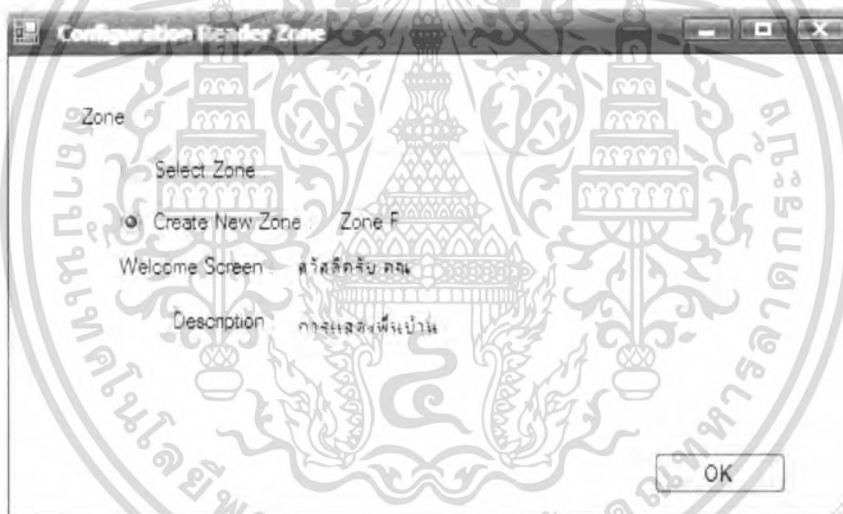 Configuration Reader Zone
Zone
Select Zone
Create New Zone : Zone F
Welcome Screen : สวัสดีครับ คุณ
Description : การแสดงพื้นบ้าน
OK